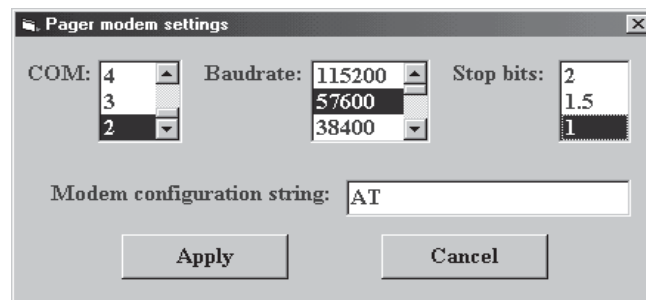 Pager modem settings
COM: 4 Baudrate: 115200 Stop bits: 2
3 57600 1.5
2 38400 1
Modem configuration string: AT
Apply Cancel